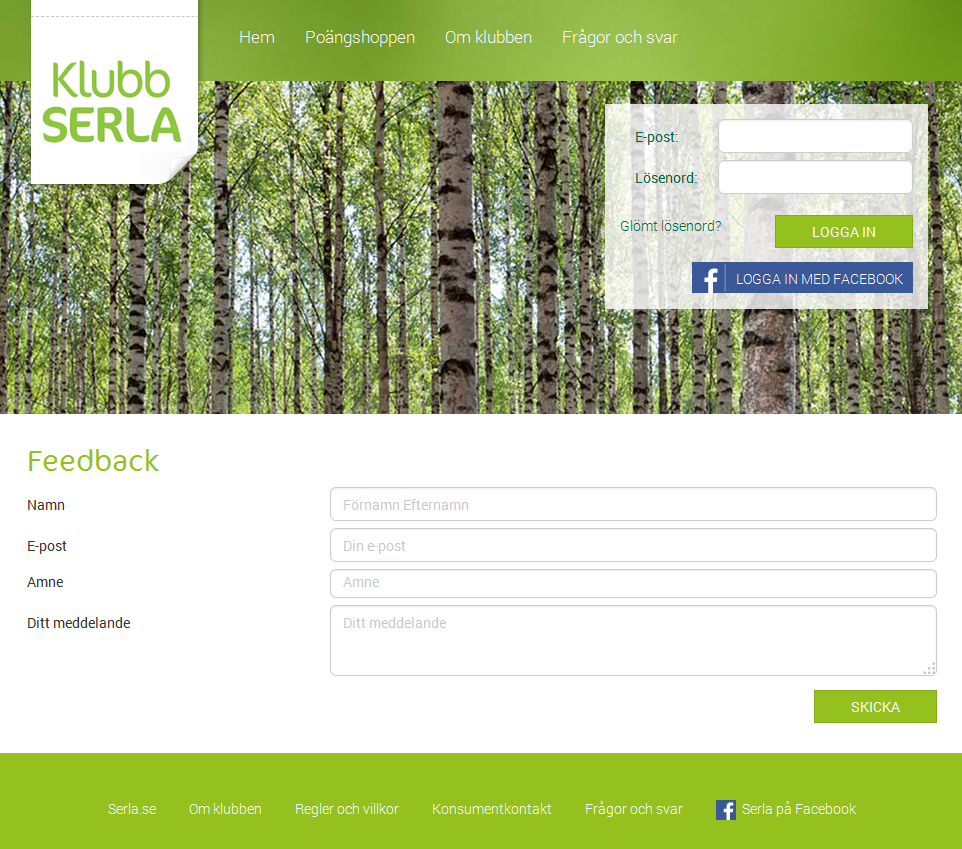 Klubb
SERLA
Hem Poängshoppen Om klubben Frågor och svar
E-post:
Lösenord:
Glömt lösenord? LOGGA IN
LOGGA IN MED FACEBOOK
Feedback
Namn Förnamn Efternamn
E-post Din e-post
Amne Amne
Ditt meddelande Ditt meddelande
SKICKA
Serla.se Om klubben Regler och villkor Konsumentkontakt Frågor och svar Serla på Facebook